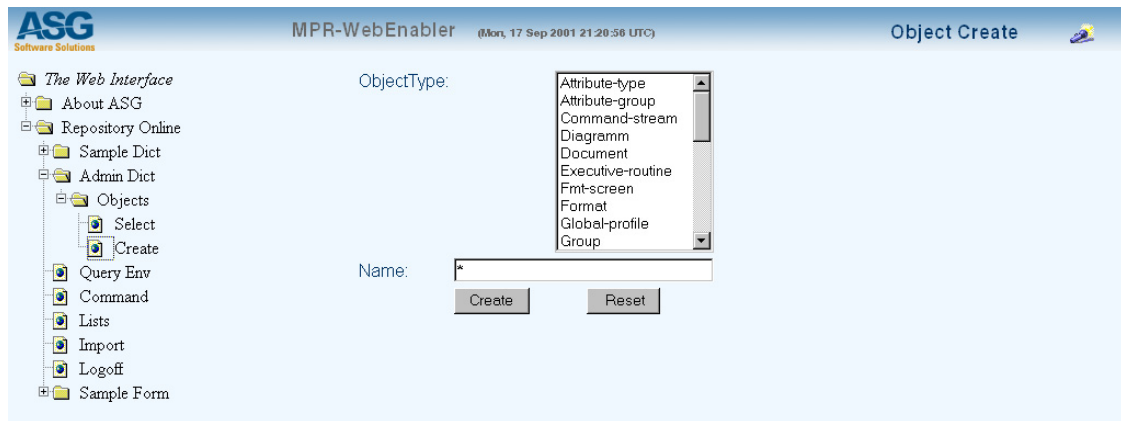 ASG
Software Solutions
MPR-WebEnabler (Mon, 17 Sep 2001 21:20:56 UTC)
Object Create
The Web Interface
About ASG
Repository Online
Sample Dict
Admin Dict
Objects
Select
Create
Query Env
Command
Lists
Import
Logoff
Sample Form
ObjectType:
Attribute-type
Attribute-group
Command-stream
Diagramm
Document
Executive-routine
Fmt-screen
Format
Global-profile
Group
Name: *
Create Reset